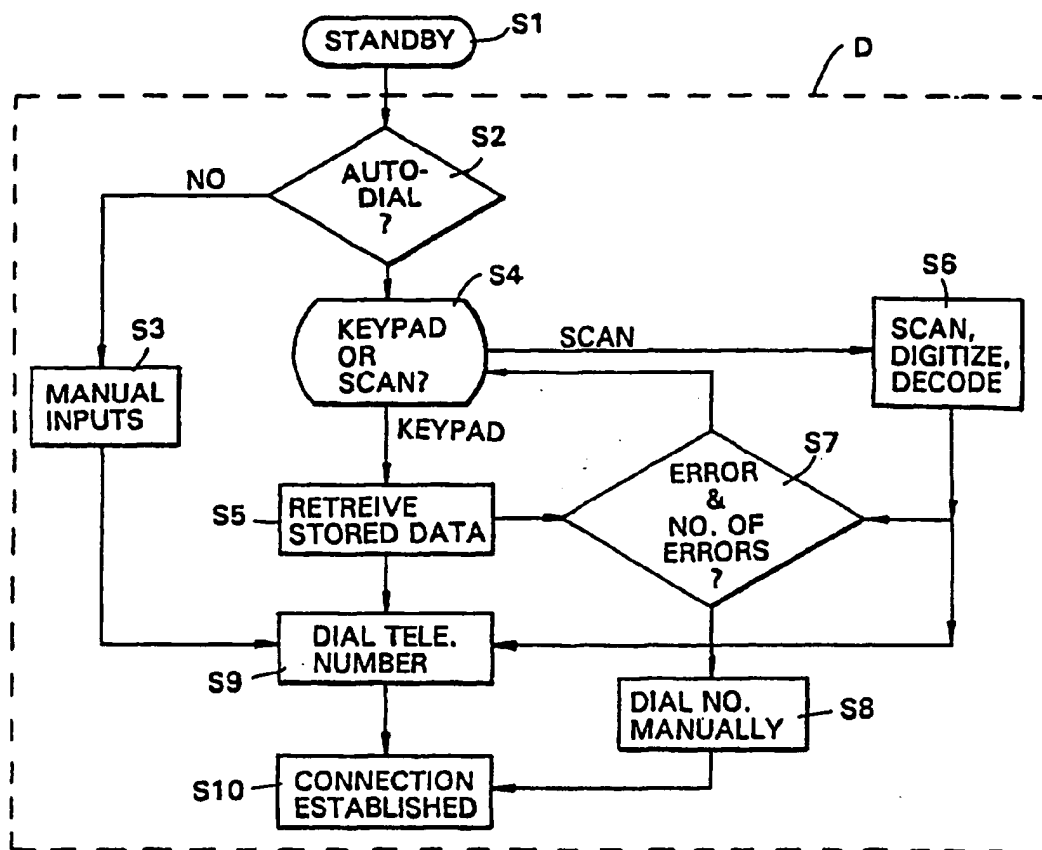 STANDBY
S1
D
S2
AUTO-
DIAL
?
NO
S4
KEYPAD
OR
SCAN?
SCAN
S6
SCAN,
DIGITIZE,
DECODE
S3
MANUAL
INPUTS
KEYPAD
S7
ERROR
&
NO. OF
ERRORS
?
S5
RETREIVE
STORED DATA
DIAL TELE.
NUMBER
S9
DIAL NO.
MANUALLY
S8
S10
CONNECTION
ESTABLISHED